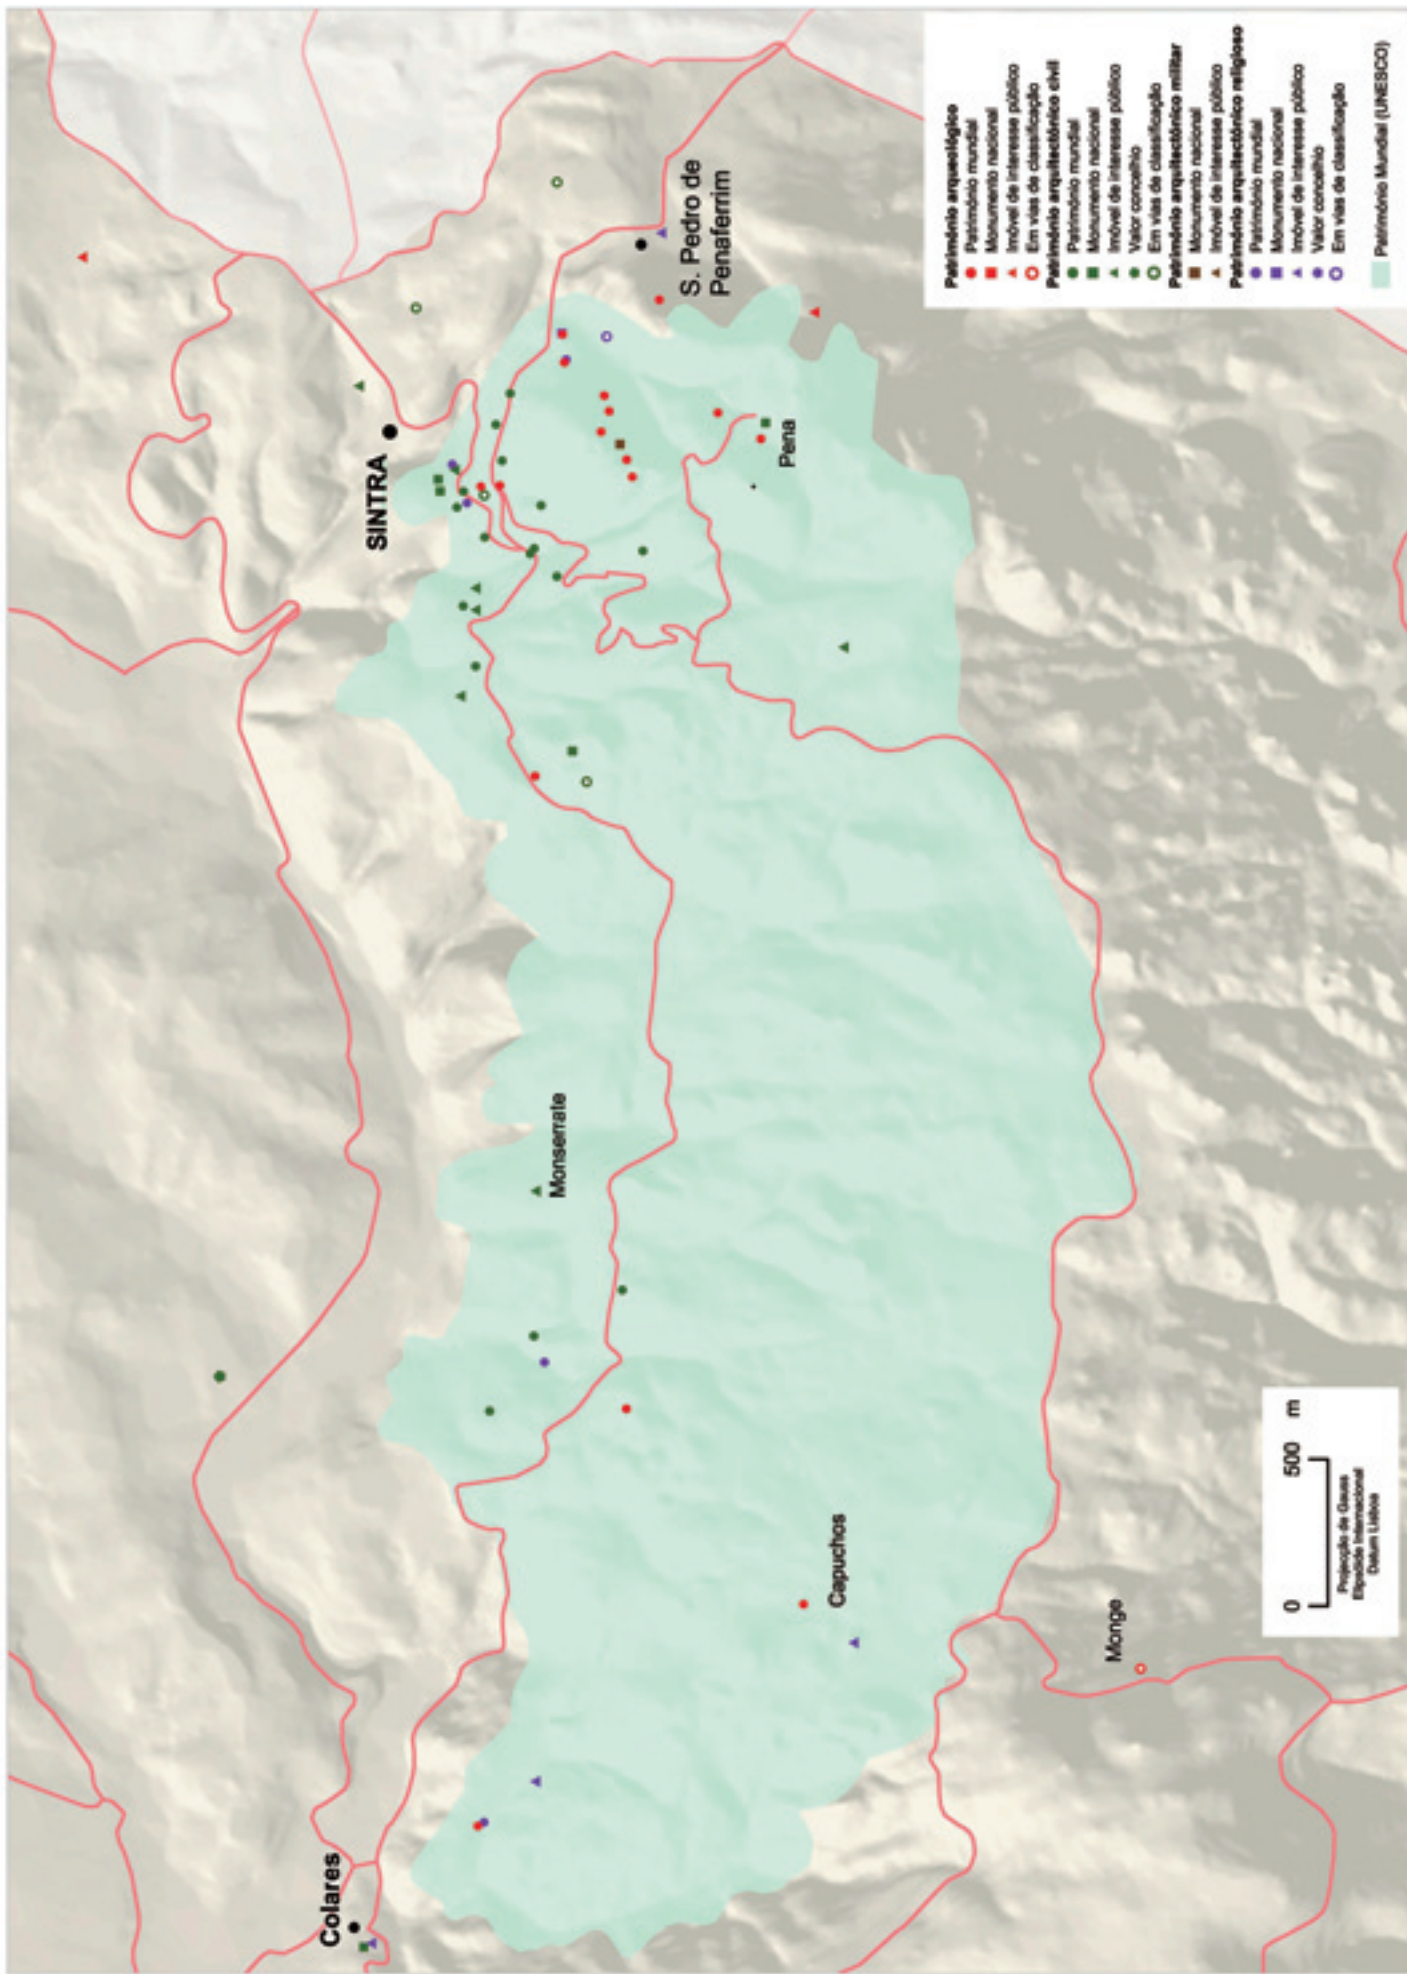 SINTRA
S. Pedro de
Penaferrim
Pena
Monserrate
Capuchos
Colares
Monge
Património arqueológico
Património mundial
Monumento nacional
Imóvel de interesse público
Em vias de classificação
Património arquitectónico civil
Património mundial
Monumento nacional
Imóvel de interesse público
Valor concelhio
Em vias de classificação
Património arquitectónico militar
Monumento nacional
Imóvel de interesse público
Património arquitectónico religioso
Património mundial
Monumento nacional
Imóvel de interesse público
Valor concelhio
Em vias de classificação
Património Mundial (UNESCO)
0 500 m
Projecção de Gauss
Elipsóide Internacional
Datum Lisboa